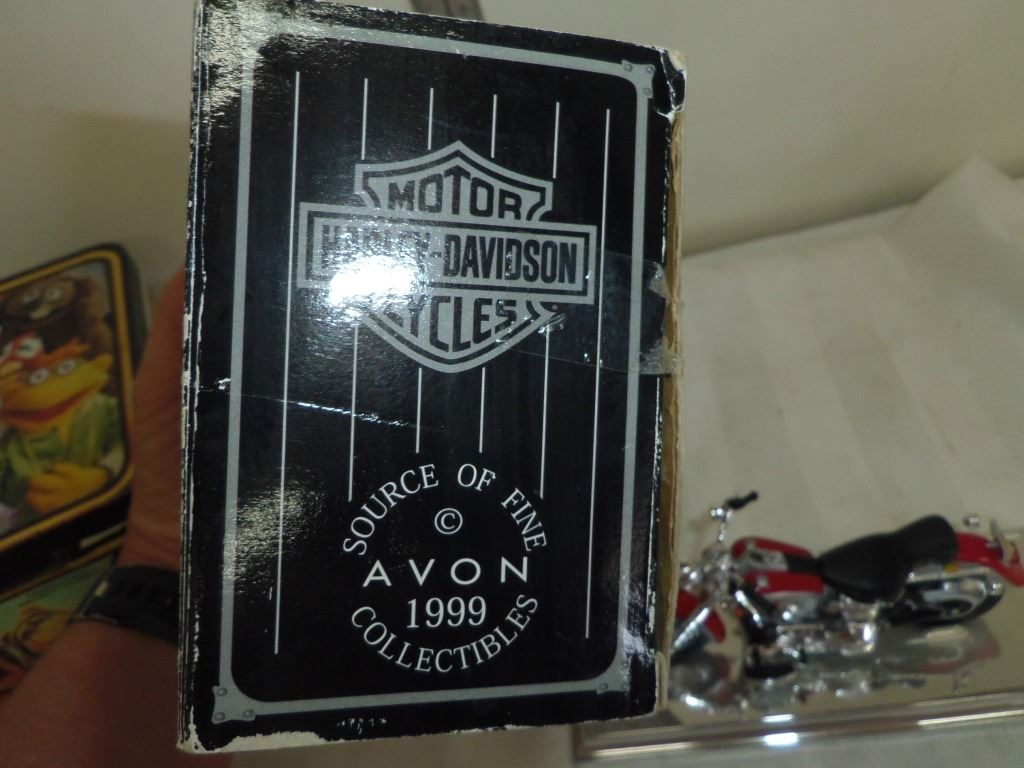 MOTOR
HARLEY-DAVIDSON
CYCLES
SOURCE OF FINE
©
AVON
1999
COLLECTIBLES